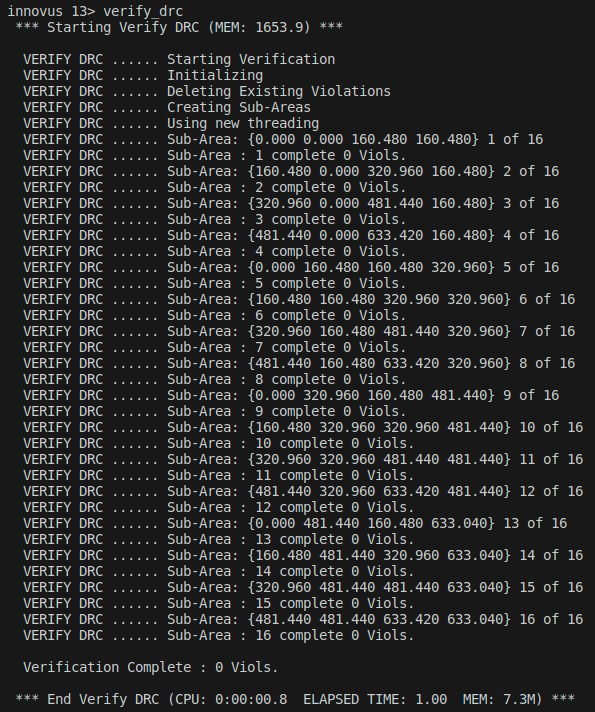 innovus 13> verify_drc
*** Starting Verify DRC (MEM: 1653.9) ***
VERIFY DRC ...... Starting Verification
VERIFY DRC ...... Initializing
VERIFY DRC ...... Deleting Existing Violations
VERIFY DRC ...... Creating Sub-Areas
VERIFY DRC ...... Using new threading
VERIFY DRC ...... Sub-Area: {0.000 0.000 160.480 160.480} 1 of 16
VERIFY DRC ...... Sub-Area : 1 complete 0 Viols.
VERIFY DRC ...... Sub-Area: {160.480 0.000 320.960 160.480} 2 of 16
VERIFY DRC ...... Sub-Area : 2 complete 0 Viols.
VERIFY DRC ...... Sub-Area: {320.960 0.000 481.440 160.480} 3 of 16
VERIFY DRC ...... Sub-Area : 3 complete 0 Viols.
VERIFY DRC ...... Sub-Area: {481.440 0.000 633.420 160.480} 4 of 16
VERIFY DRC ...... Sub-Area : 4 complete 0 Viols.
VERIFY DRC ...... Sub-Area: {0.000 160.480 160.480 320.960} 5 of 16
VERIFY DRC ...... Sub-Area : 5 complete 0 Viols.
VERIFY DRC ...... Sub-Area: {160.480 160.480 320.960 320.960} 6 of 16
VERIFY DRC ...... Sub-Area : 6 complete 0 Viols.
VERIFY DRC ...... Sub-Area: {320.960 160.480 481.440 320.960} 7 of 16
VERIFY DRC ...... Sub-Area : 7 complete 0 Viols.
VERIFY DRC ...... Sub-Area: {481.440 160.480 633.420 320.960} 8 of 16
VERIFY DRC ...... Sub-Area : 8 complete 0 Viols.
VERIFY DRC ...... Sub-Area: {0.000 320.960 160.480 481.440} 9 of 16
VERIFY DRC ...... Sub-Area : 9 complete 0 Viols.
VERIFY DRC ...... Sub-Area: {160.480 320.960 320.960 481.440} 10 of 16
VERIFY DRC ...... Sub-Area : 10 complete 0 Viols.
VERIFY DRC ...... Sub-Area: {320.960 320.960 481.440 481.440} 11 of 16
VERIFY DRC ...... Sub-Area : 11 complete 0 Viols.
VERIFY DRC ...... Sub-Area: {481.440 320.960 633.420 481.440} 12 of 16
VERIFY DRC ...... Sub-Area : 12 complete 0 Viols.
VERIFY DRC ...... Sub-Area: {0.000 481.440 160.480 633.040} 13 of 16
VERIFY DRC ...... Sub-Area : 13 complete 0 Viols.
VERIFY DRC ...... Sub-Area: {160.480 481.440 320.960 633.040} 14 of 16
VERIFY DRC ...... Sub-Area : 14 complete 0 Viols.
VERIFY DRC ...... Sub-Area: {320.960 481.440 481.440 633.040} 15 of 16
VERIFY DRC ...... Sub-Area : 15 complete 0 Viols.
VERIFY DRC ...... Sub-Area: {481.440 481.440 633.420 633.040} 16 of 16
VERIFY DRC ...... Sub-Area : 16 complete 0 Viols.
Verification Complete : 0 Viols.
*** End Verify DRC (CPU: 0:00:00.8  ELAPSED TIME: 1.00  MEM: 7.3M) ***